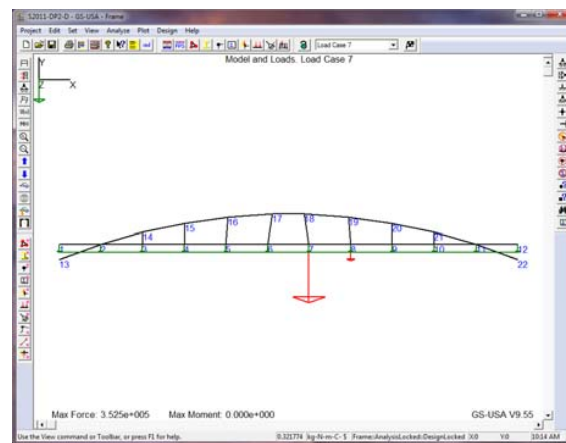 S2011-DP2-D - GS-USA - Frame
Project Edit Set View Analyse Plot Design Help
Load Case 7
Model and Loads. Load Case 7
Y
X
Z
17 18
16 19
15 20
14 21
1 2 3 4 5 6 7 8 9 10 11 12
13 22
Max Force: 3.525e+005 Max Moment: 0.000e+000 GS-USA V9.55
Use the View command or Toolbar, or press F1 for help. 0.321774 kg-N-m-C- S Frame:AnalysisLocked:DesignLocked X:0 Y:0 10:14 AM